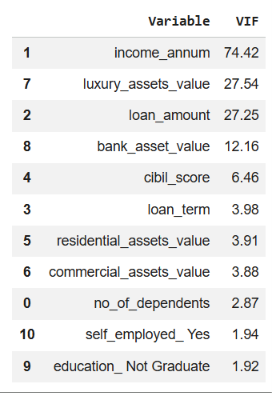 Variable VIF
1 income_annum 74.42
7 luxury_assets_value 27.54
2 loan_amount 27.25
8 bank_asset_value 12.16
4 cibil_score 6.46
3 loan_term 3.98
5 residential_assets_value 3.91
6 commercial_assets_value 3.88
0 no_of_dependents 2.87
10 self_employed_ Yes 1.94
9 education_ Not Graduate 1.92